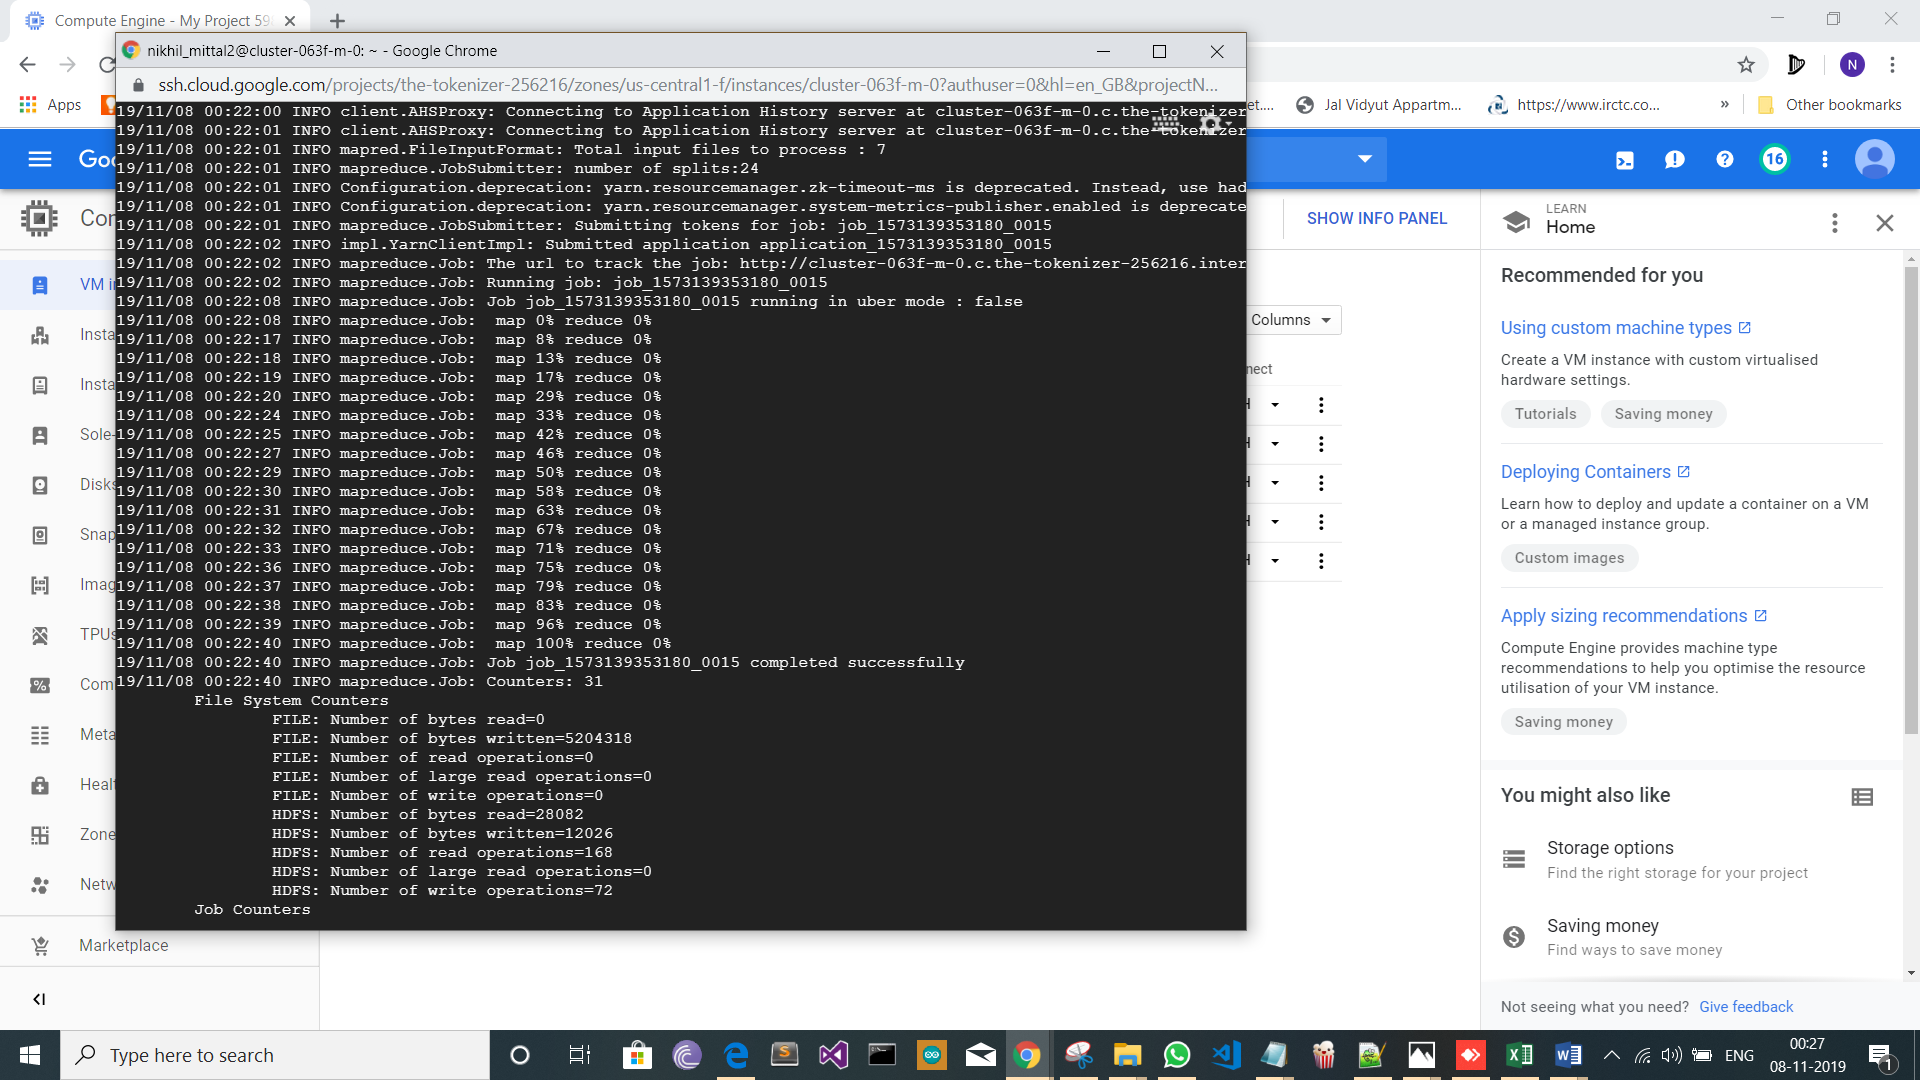 Compute Engine - My Project 59
nikhil_mittal2@cluster-063f-m-0: ~ - Google Chrome
ssh.cloud.google.com/projects/the-tokenizer-256216/zones/us-central1-f/instances/cluster-063f-m-0?authuser=0&hl=en_GB&projectN...
N
Apps
et....
Jal Vidyut Appartm...
https://www.irctc.co...
»
Other bookmarks
19/11/08 00:22:00 INFO client.AHSProxy: Connecting to Application History server at cluster-063f-m-0.c.the-tokenizer
19/11/08 00:22:01 INFO client.AHSProxy: Connecting to Application History server at cluster-063f-m-0.c.the-tokenizer
19/11/08 00:22:01 INFO mapred.FileInputFormat: Total input files to process : 7
19/11/08 00:22:01 INFO mapreduce.JobSubmitter: number of splits:24
19/11/08 00:22:01 INFO Configuration.deprecation: yarn.resourcemanager.zk-timeout-ms is deprecated. Instead, use had
19/11/08 00:22:01 INFO Configuration.deprecation: yarn.resourcemanager.system-metrics-publisher.enabled is deprecate
19/11/08 00:22:01 INFO mapreduce.JobSubmitter: Submitting tokens for job: job_1573139353180_0015
19/11/08 00:22:02 INFO impl.YarnClientImpl: Submitted application application_1573139353180_0015
19/11/08 00:22:02 INFO mapreduce.Job: The url to track the job: http://cluster-063f-m-0.c.the-tokenizer-256216.inter
19/11/08 00:22:02 INFO mapreduce.Job: Running job: job_1573139353180_0015
19/11/08 00:22:08 INFO mapreduce.Job: Job job_1573139353180_0015 running in uber mode : false
19/11/08 00:22:08 INFO mapreduce.Job:  map 0% reduce 0%
19/11/08 00:22:17 INFO mapreduce.Job:  map 8% reduce 0%
19/11/08 00:22:18 INFO mapreduce.Job:  map 13% reduce 0%
19/11/08 00:22:19 INFO mapreduce.Job:  map 17% reduce 0%
19/11/08 00:22:20 INFO mapreduce.Job:  map 29% reduce 0%
19/11/08 00:22:24 INFO mapreduce.Job:  map 33% reduce 0%
19/11/08 00:22:25 INFO mapreduce.Job:  map 42% reduce 0%
19/11/08 00:22:27 INFO mapreduce.Job:  map 46% reduce 0%
19/11/08 00:22:29 INFO mapreduce.Job:  map 50% reduce 0%
19/11/08 00:22:30 INFO mapreduce.Job:  map 58% reduce 0%
19/11/08 00:22:31 INFO mapreduce.Job:  map 63% reduce 0%
19/11/08 00:22:32 INFO mapreduce.Job:  map 67% reduce 0%
19/11/08 00:22:33 INFO mapreduce.Job:  map 71% reduce 0%
19/11/08 00:22:36 INFO mapreduce.Job:  map 75% reduce 0%
19/11/08 00:22:37 INFO mapreduce.Job:  map 79% reduce 0%
19/11/08 00:22:38 INFO mapreduce.Job:  map 83% reduce 0%
19/11/08 00:22:39 INFO mapreduce.Job:  map 96% reduce 0%
19/11/08 00:22:40 INFO mapreduce.Job:  map 100% reduce 0%
19/11/08 00:22:40 INFO mapreduce.Job: Job job_1573139353180_0015 completed successfully
19/11/08 00:22:40 INFO mapreduce.Job: Counters: 31
File System Counters
FILE: Number of bytes read=0
FILE: Number of bytes written=5204318
FILE: Number of read operations=0
FILE: Number of large read operations=0
FILE: Number of write operations=0
HDFS: Number of bytes read=28082
HDFS: Number of bytes written=12026
HDFS: Number of read operations=168
HDFS: Number of large read operations=0
HDFS: Number of write operations=72
Job Counters
Goo
16
Com
VM in
Insta
Insta
Sole-
Disks
Snap
Imag
TPUs
Com
Meta
Healt
Zone
Netw
Marketplace
SHOW INFO PANEL
Columns
nect
H
H
H
H
LEARN
Home
Recommended for you
Using custom machine types
Create a VM instance with custom virtualised
hardware settings.
Tutorials
Saving money
Deploying Containers
Learn how to deploy and update a container on a VM
or a managed instance group.
Custom images
Apply sizing recommendations
Compute Engine provides machine type
recommendations to help you optimise the resource
utilisation of your VM instance.
Saving money
You might also like
Storage options
Find the right storage for your project
Saving money
Find ways to save money
Not seeing what you need? Give feedback
Type here to search
ENG
00:27
08-11-2019
1